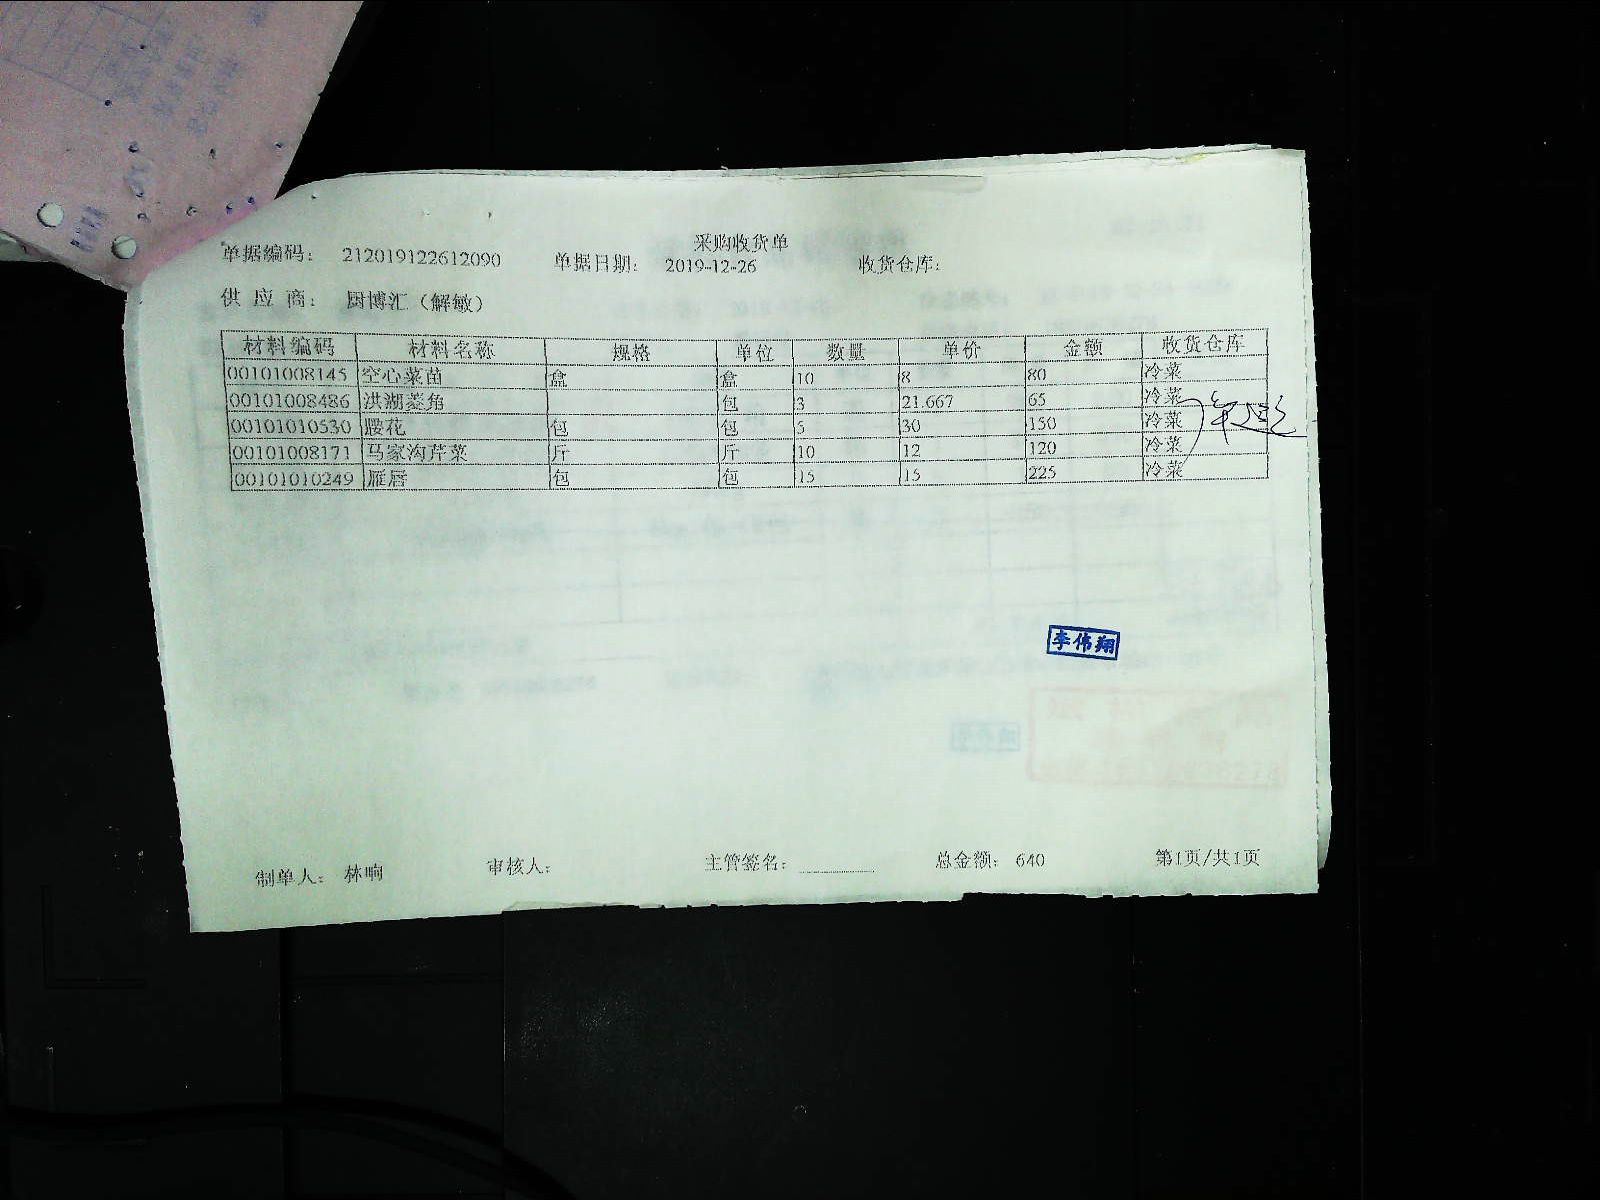 采购收货单
单据编码: 212019122612090 单据日期: 2019-12-26 收货仓库:
供 应 商: 厨博汇（解敏）
材料编码 材料名称 规格 单位 数量 单价 金额 收货仓库
00101008145 空心菜苗 盒 盒 10 8 80 冷菜
00101008486 洪湖菱角 包 3 21.667 65 冷菜
00101010530 腰花 包 包 5 30 150 冷菜
00101008171 马家沟芹菜 斤 斤 10 12 120 冷菜
00101010249 雁唇 包 包 15 15 225 冷菜
李伟翔
制单人: 林响 审核人: 主管签名: 总金额: 640 第1页/共1页